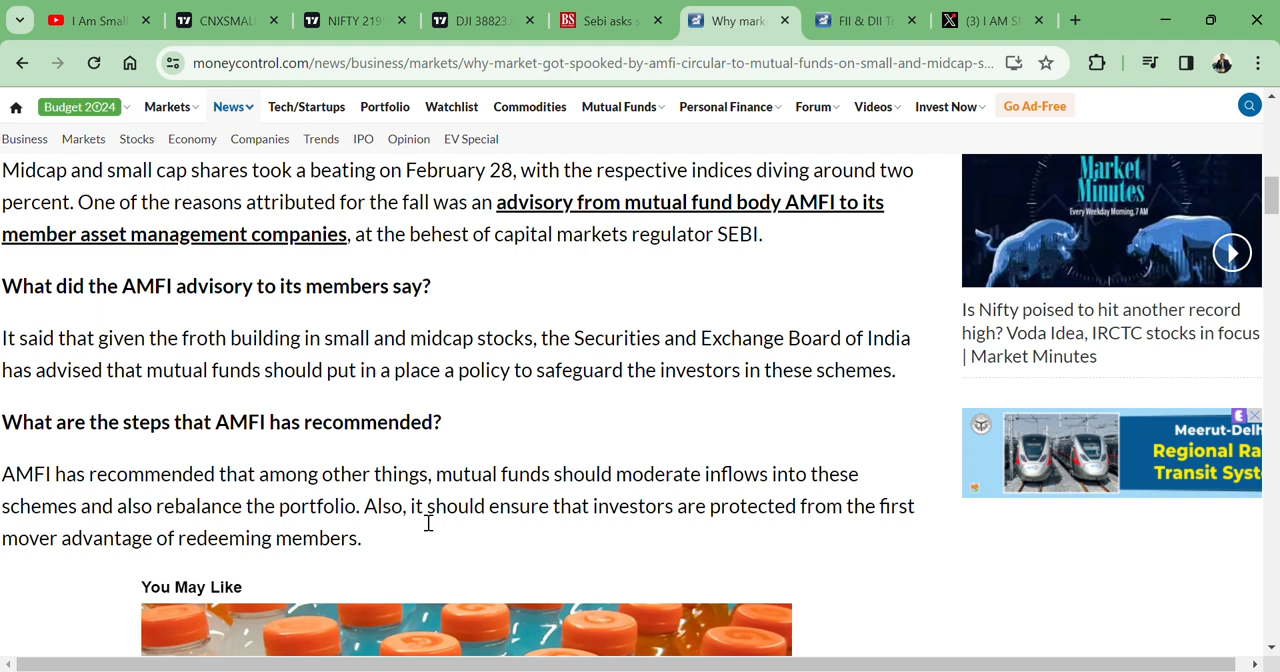 I Am Small
CNXSMAL
NIFTY 219
DJI 38823.
BS Sebi asks s
Why mark
FII & DII T
X (3) I AM S
moneycontrol.com/news/business/markets/why-market-got-spooked-by-amfi-circular-to-mutual-funds-on-small-and-midcap-s...
Budget 2024 Markets News Tech/Startups Portfolio Watchlist Commodities Mutual Funds Personal Finance Forum Videos Invest Now Go Ad-Free
Business Markets Stocks Economy Companies Trends IPO Opinion EV Special
Midcap and small cap shares took a beating on February 28, with the respective indices diving around two
percent. One of the reasons attributed for the fall was an advisory from mutual fund body AMFI to its
member asset management companies, at the behest of capital markets regulator SEBI.
What did the AMFI advisory to its members say?
It said that given the froth building in small and midcap stocks, the Securities and Exchange Board of India
has advised that mutual funds should put in a place a policy to safeguard the investors in these schemes.
What are the steps that AMFI has recommended?
AMFI has recommended that among other things, mutual funds should moderate inflows into these
schemes and also rebalance the portfolio. Also, it should ensure that investors are protected from the first
mover advantage of redeeming members.
You May Like
Market
Minutes
Every Weekday Morning, 7 AM
Is Nifty poised to hit another record
high? Voda Idea, IRCTC stocks in focus
| Market Minutes
Meerut-Delh
Regional Ra
Transit Syst